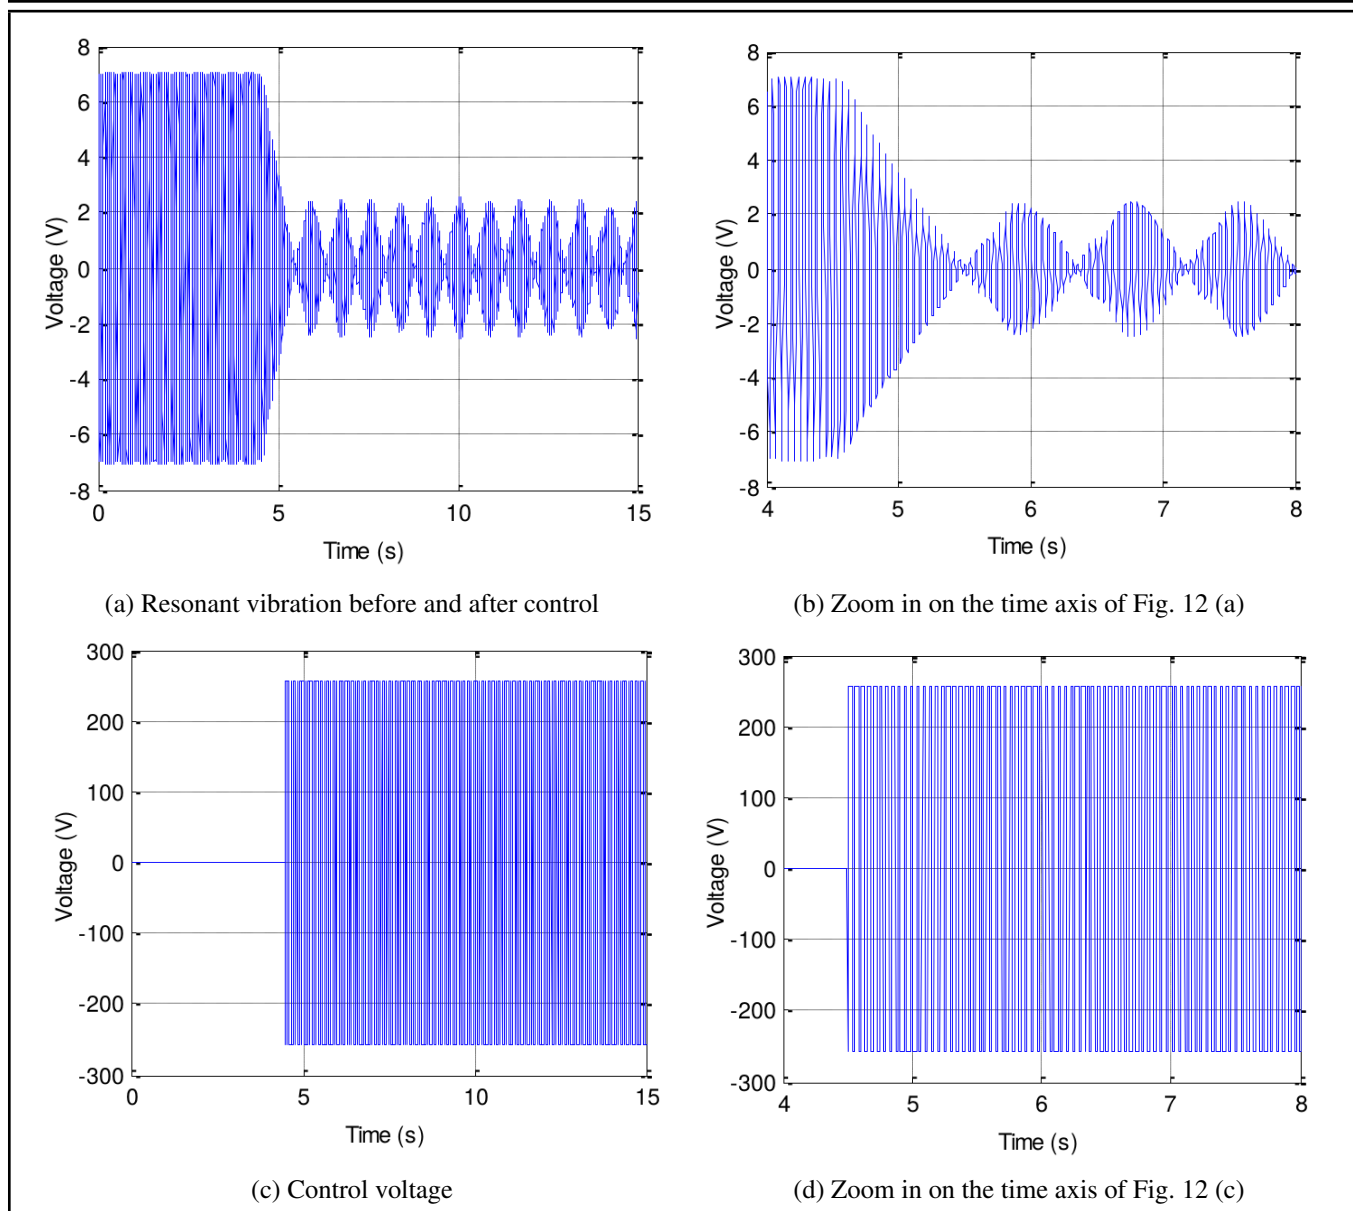 8
6
4
2
0
-2
-4
-6
-8
Voltage (V)
0 5 10 15
Time (s)
(a) Resonant vibration before and after control
8
6
4
2
0
-2
-4
-6
-8
Voltage (V)
4 5 6 7 8
Time (s)
(b) Zoom in on the time axis of Fig. 12 (a)
300
200
100
0
-100
-200
-300
Voltage (V)
0 5 10 15
Time (s)
(c) Control voltage
300
200
100
0
-100
-200
-300
Voltage (V)
4 5 6 7 8
Time (s)
(d) Zoom in on the time axis of Fig. 12 (c)